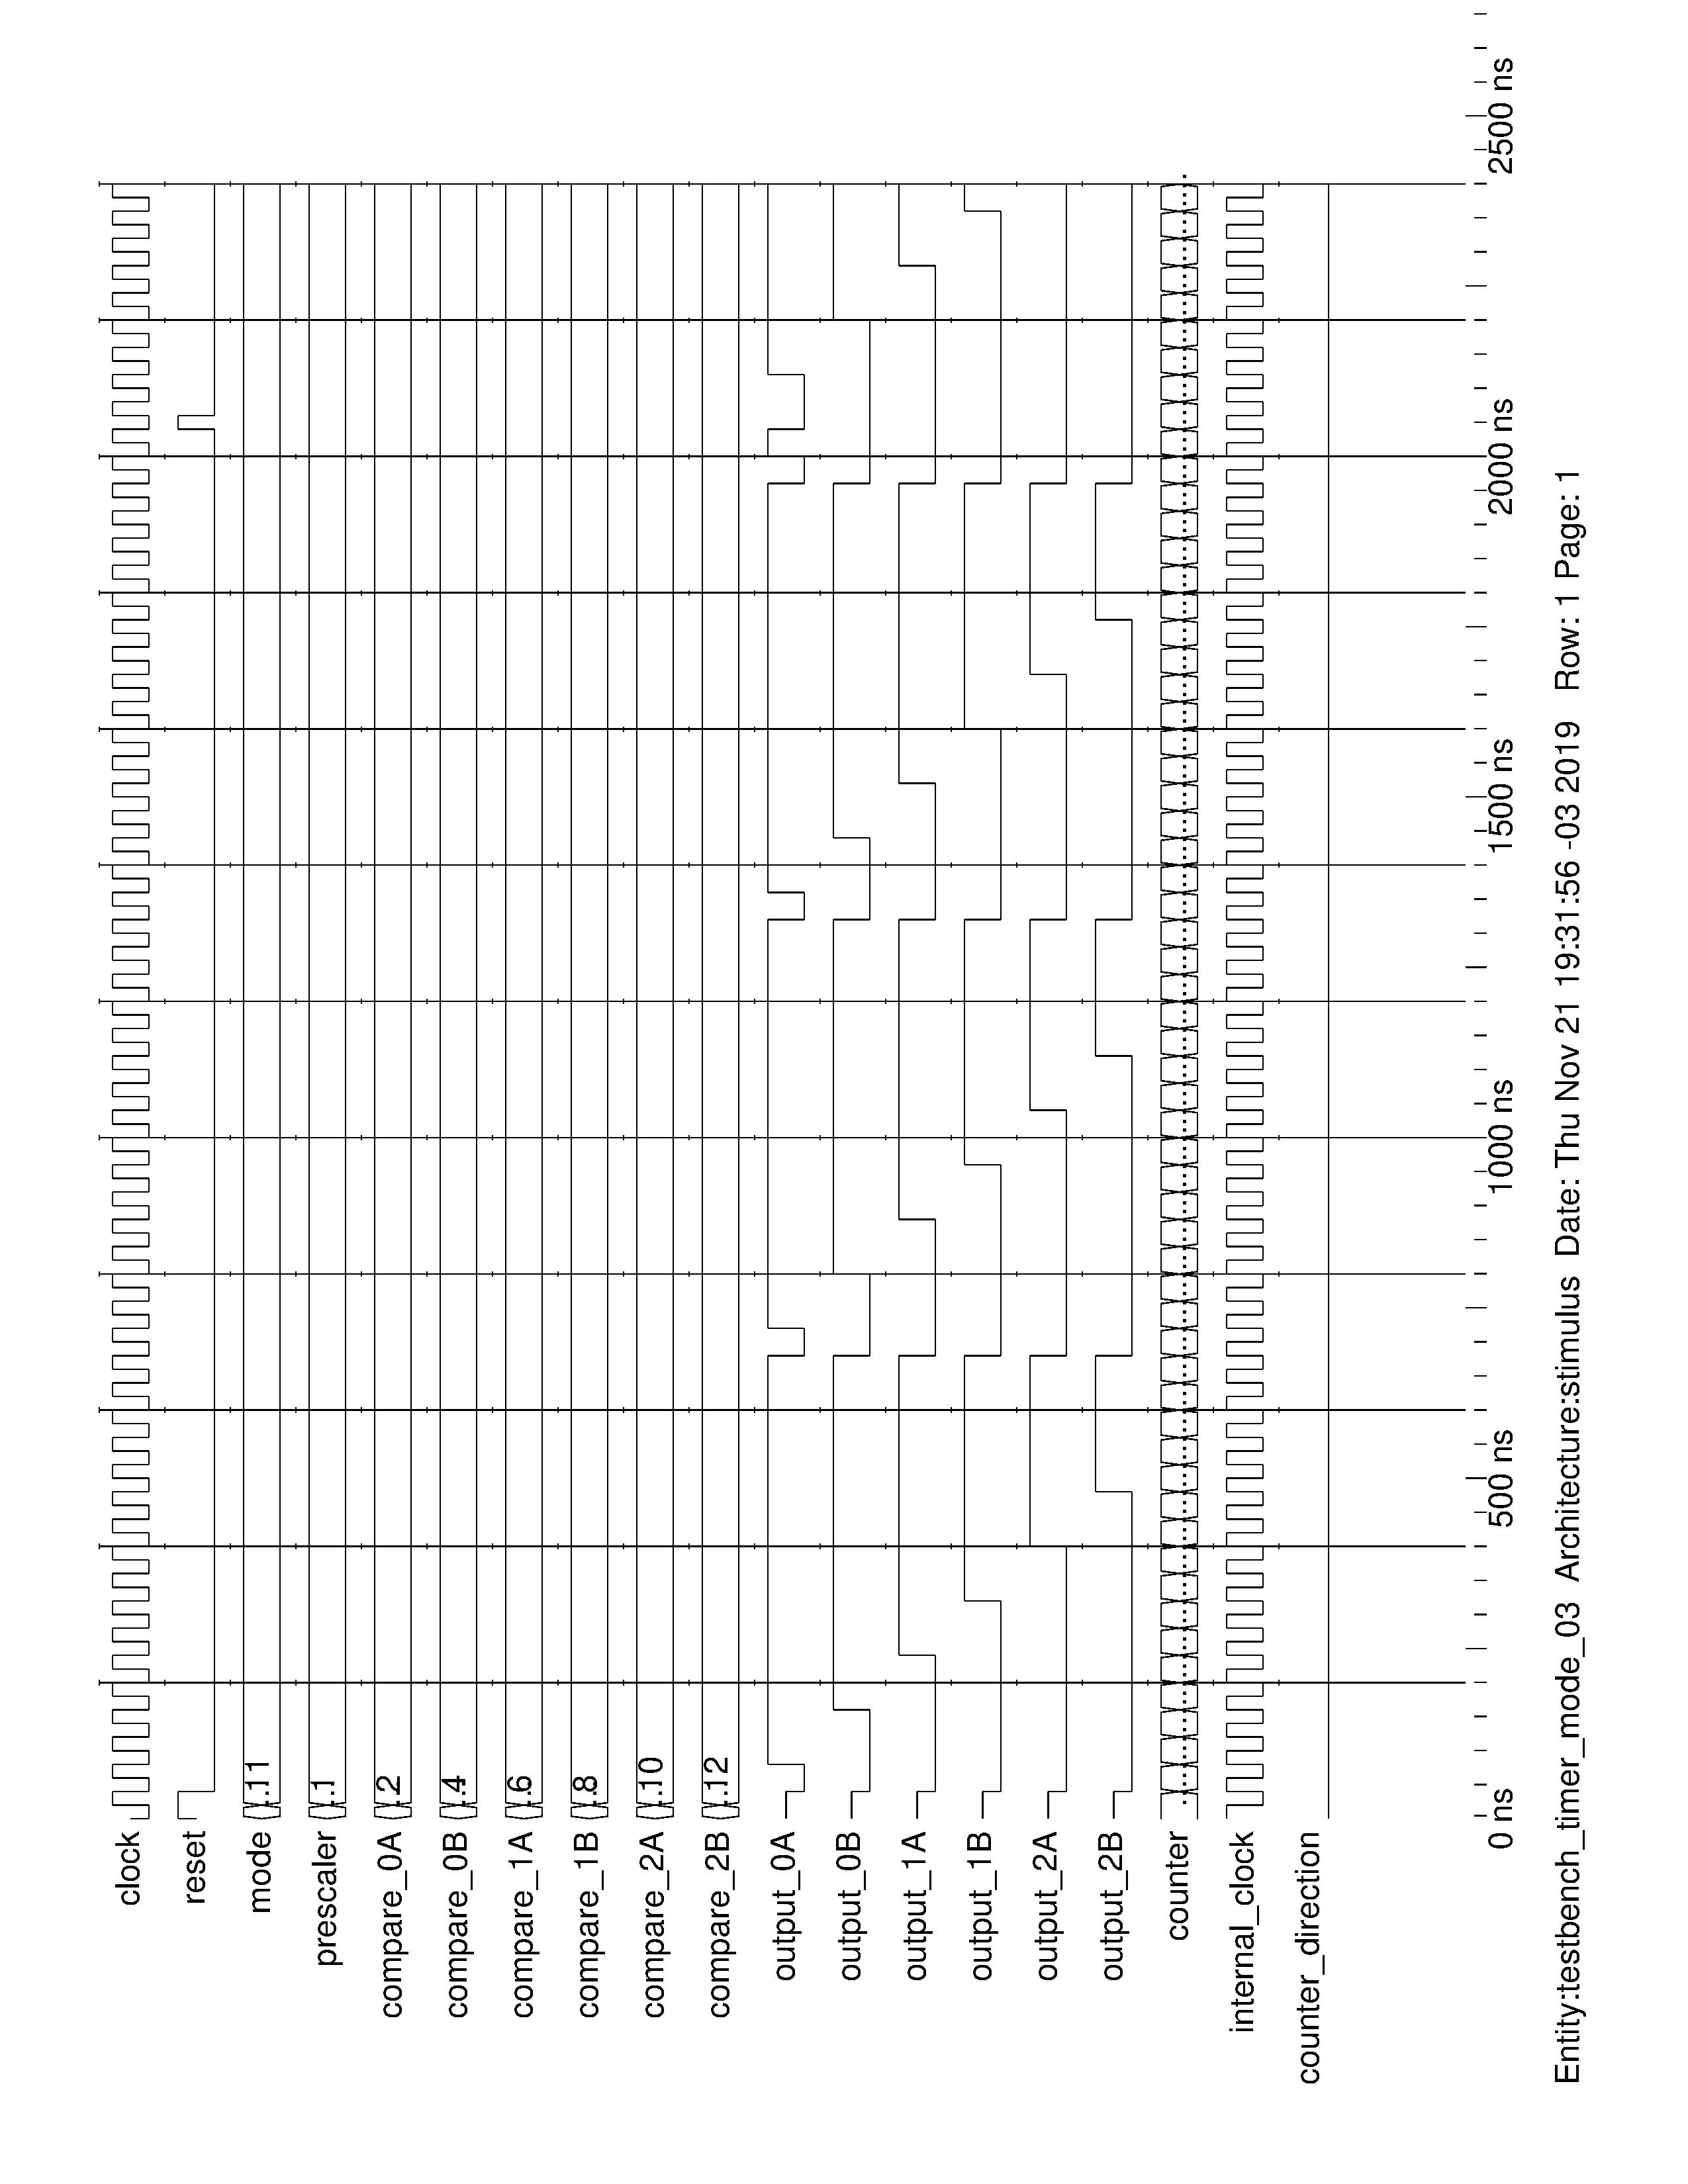 clock
reset
mode ...11
prescaler ...1
compare_0A ...2
compare_0B ...4
compare_1A ...6
compare_1B ...8
compare_2A ...10
compare_2B ...12
output_0A
output_0B
output_1A
output_1B
output_2A
output_2B
counter
internal_clock
counter_direction
0 ns 500 ns 1000 ns 1500 ns 2000 ns 2500 ns
Entity:testbench_timer_mode_03 Architecture:stimulus Date: Thu Nov 21 19:31:56 -03 2019 Row: 1 Page: 1